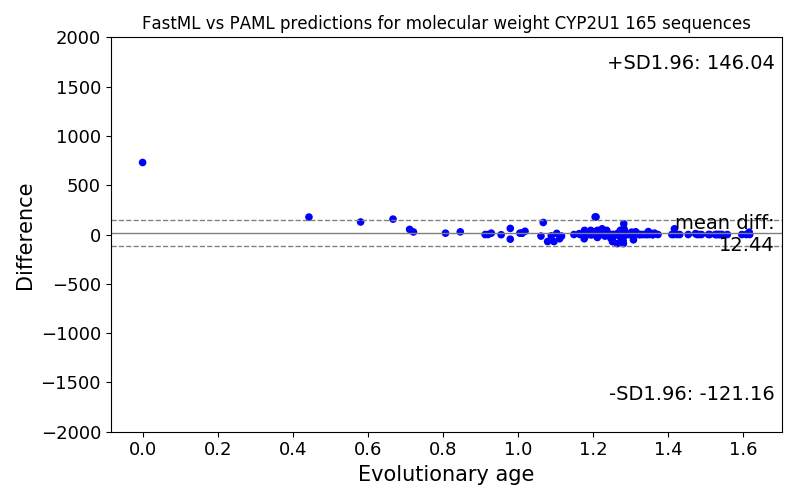 FastML vs PAML predictions for molecular weight CYP2U1 165 sequences
2000
1500
1000
500
0
−500
−1000
−1500
−2000
Difference
+SD1.96: 146.04
mean diff:
12.44
-SD1.96: -121.16
0.0 0.2 0.4 0.6 0.8 1.0 1.2 1.4 1.6
Evolutionary age